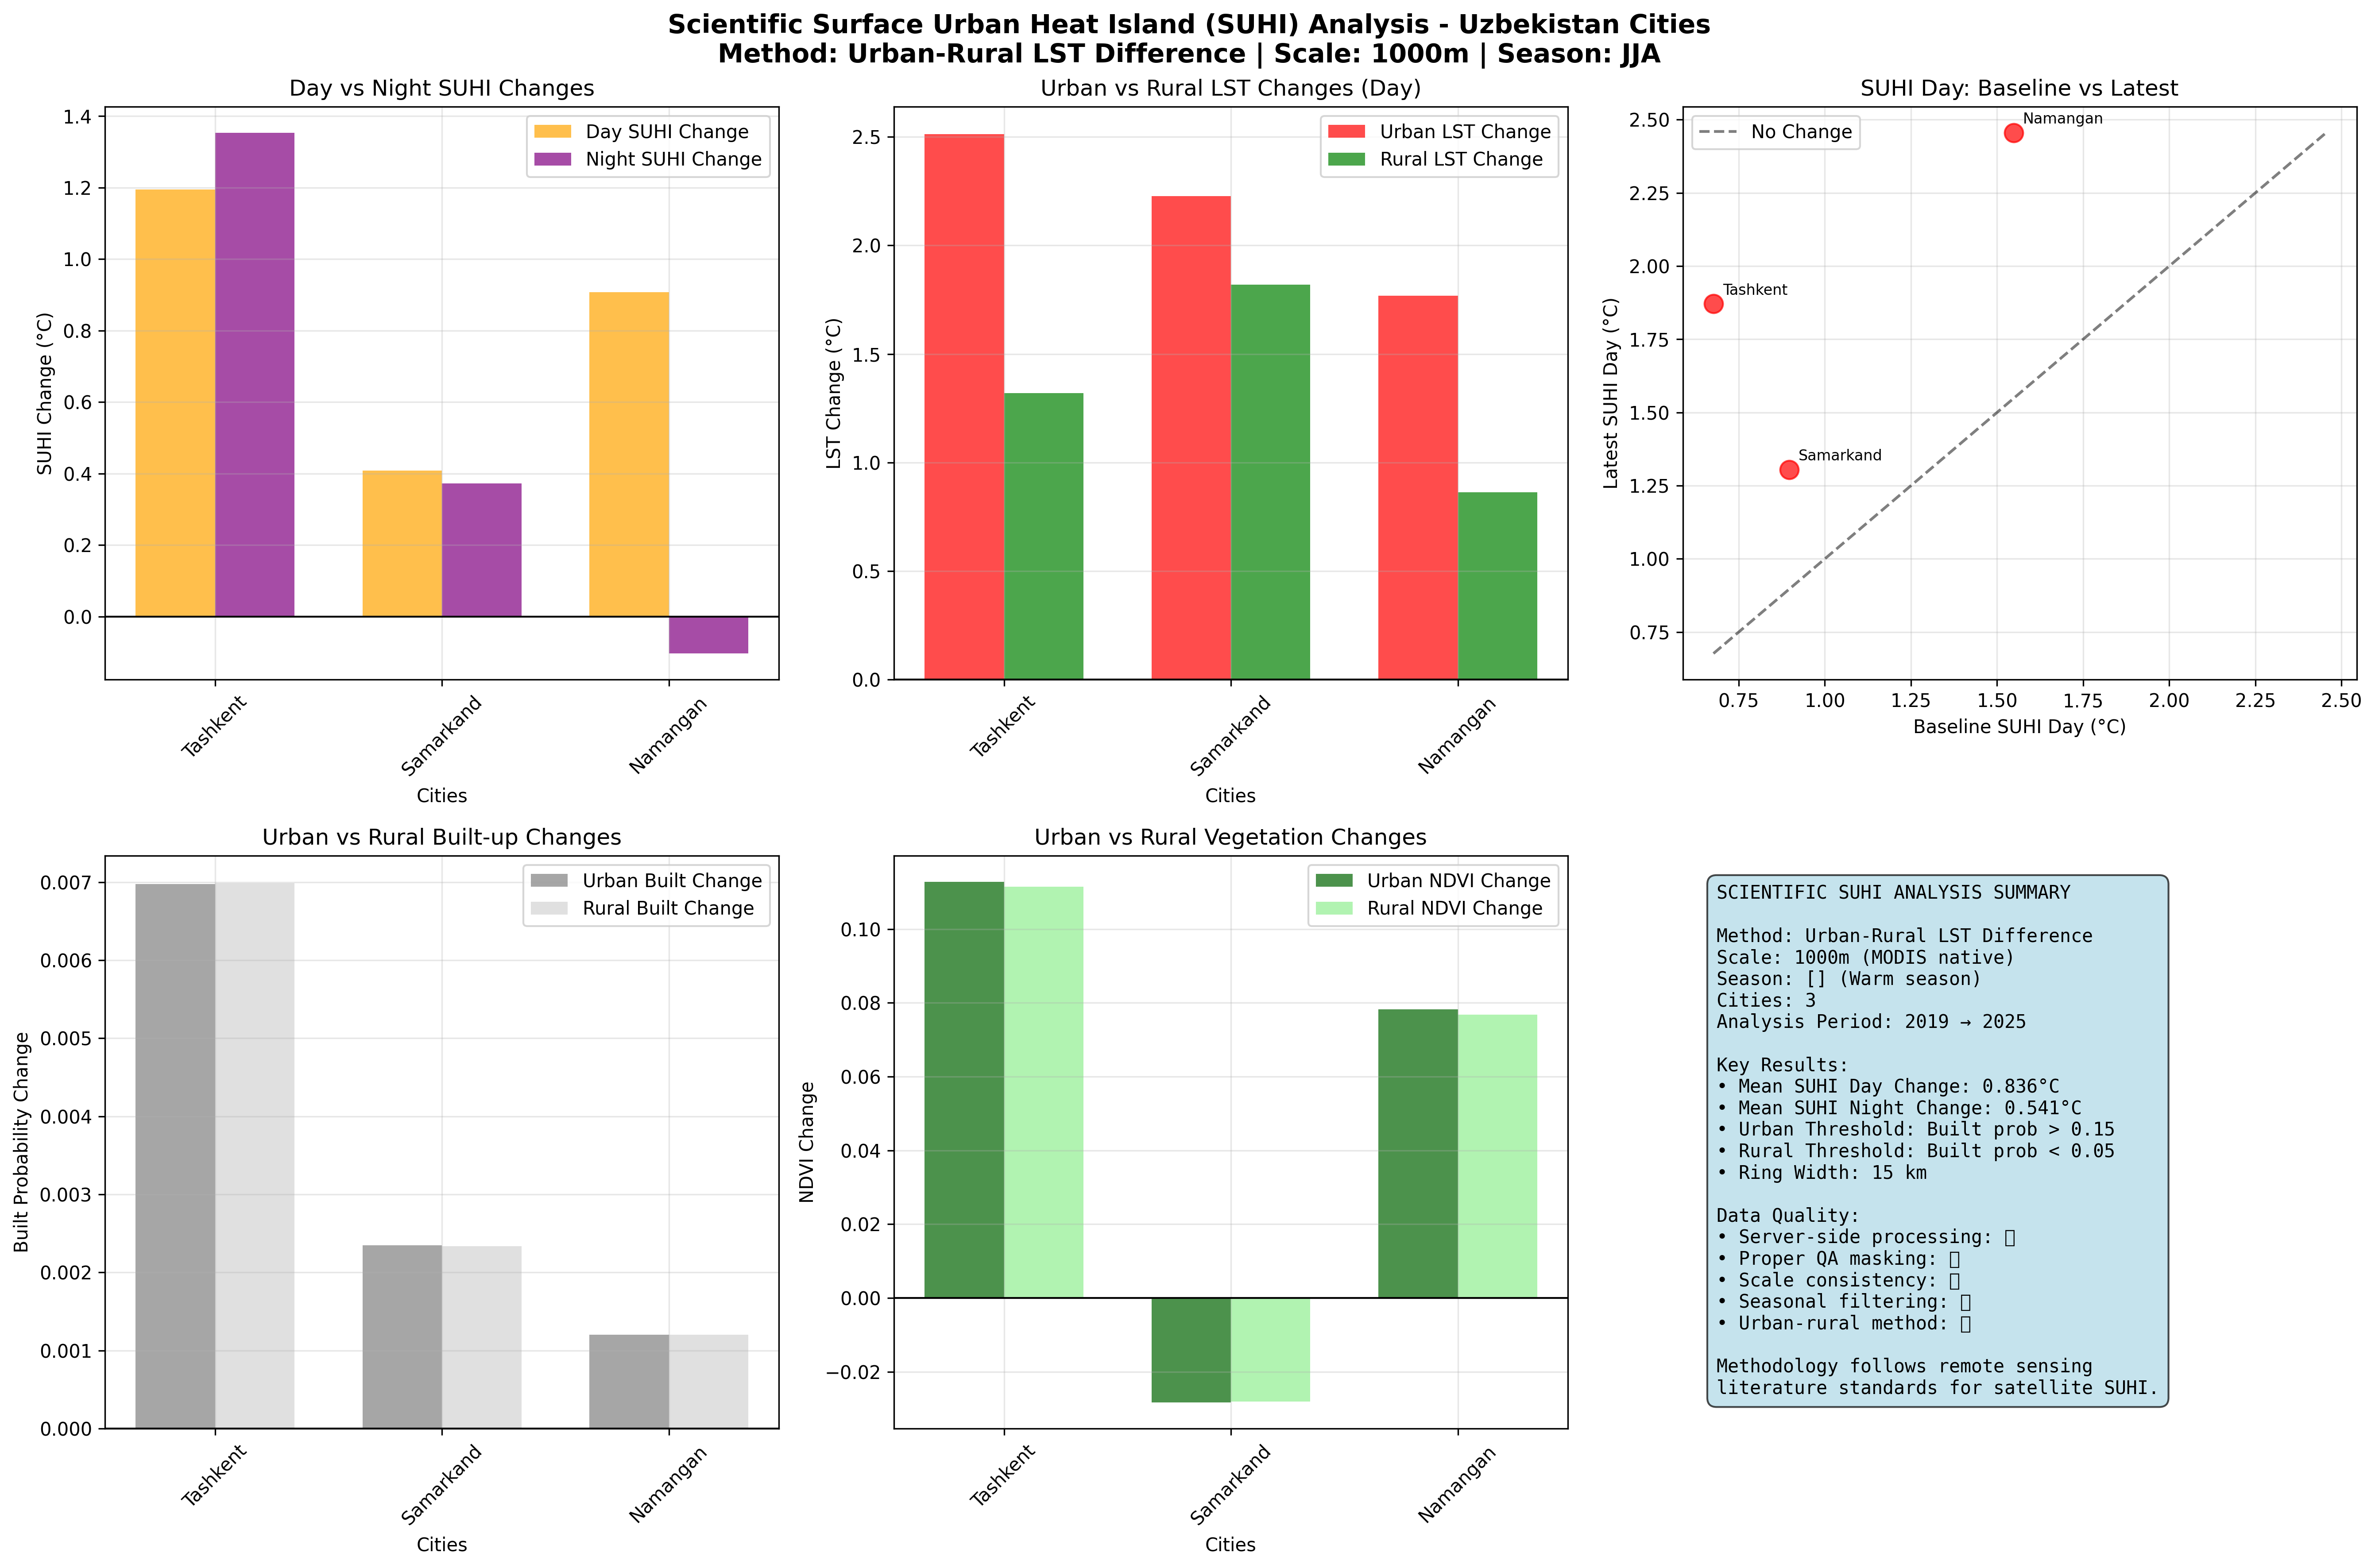 Scientific Surface Urban Heat Island (SUHI) Analysis - Uzbekistan Cities
Method: Urban-Rural LST Difference | Scale: 1000m | Season: JJA
Day vs Night SUHI Changes
SUHI Change (°C)
1.4
1.2
1.0
0.8
0.6
0.4
0.2
0.0
Day SUHI Change
Night SUHI Change
Tashkent
Samarkand
Namangan
Cities
Urban vs Rural LST Changes (Day)
LST Change (°C)
2.5
2.0
1.5
1.0
0.5
0.0
Urban LST Change
Rural LST Change
Tashkent
Samarkand
Namangan
Cities
SUHI Day: Baseline vs Latest
Latest SUHI Day (°C)
2.50
2.25
2.00
1.75
1.50
1.25
1.00
0.75
No Change
Namangan
Tashkent
Samarkand
0.75
1.00
1.25
1.50
1.75
2.00
2.25
2.50
Baseline SUHI Day (°C)
Urban vs Rural Built-up Changes
Built Probability Change
0.007
0.006
0.005
0.004
0.003
0.002
0.001
0.000
Urban Built Change
Rural Built Change
Tashkent
Samarkand
Namangan
Cities
Urban vs Rural Vegetation Changes
NDVI Change
0.10
0.08
0.06
0.04
0.02
0.00
−0.02
Urban NDVI Change
Rural NDVI Change
Tashkent
Samarkand
Namangan
Cities
SCIENTIFIC SUHI ANALYSIS SUMMARY
Method: Urban-Rural LST Difference
Scale: 1000m (MODIS native)
Season: [] (Warm season)
Cities: 3
Analysis Period: 2019 → 2025
Key Results:
• Mean SUHI Day Change: 0.836°C
• Mean SUHI Night Change: 0.541°C
• Urban Threshold: Built prob > 0.15
• Rural Threshold: Built prob < 0.05
• Ring Width: 15 km
Data Quality:
• Server-side processing: ▯
• Proper QA masking: ▯
• Scale consistency: ▯
• Seasonal filtering: ▯
• Urban-rural method: ▯
Methodology follows remote sensing
literature standards for satellite SUHI.